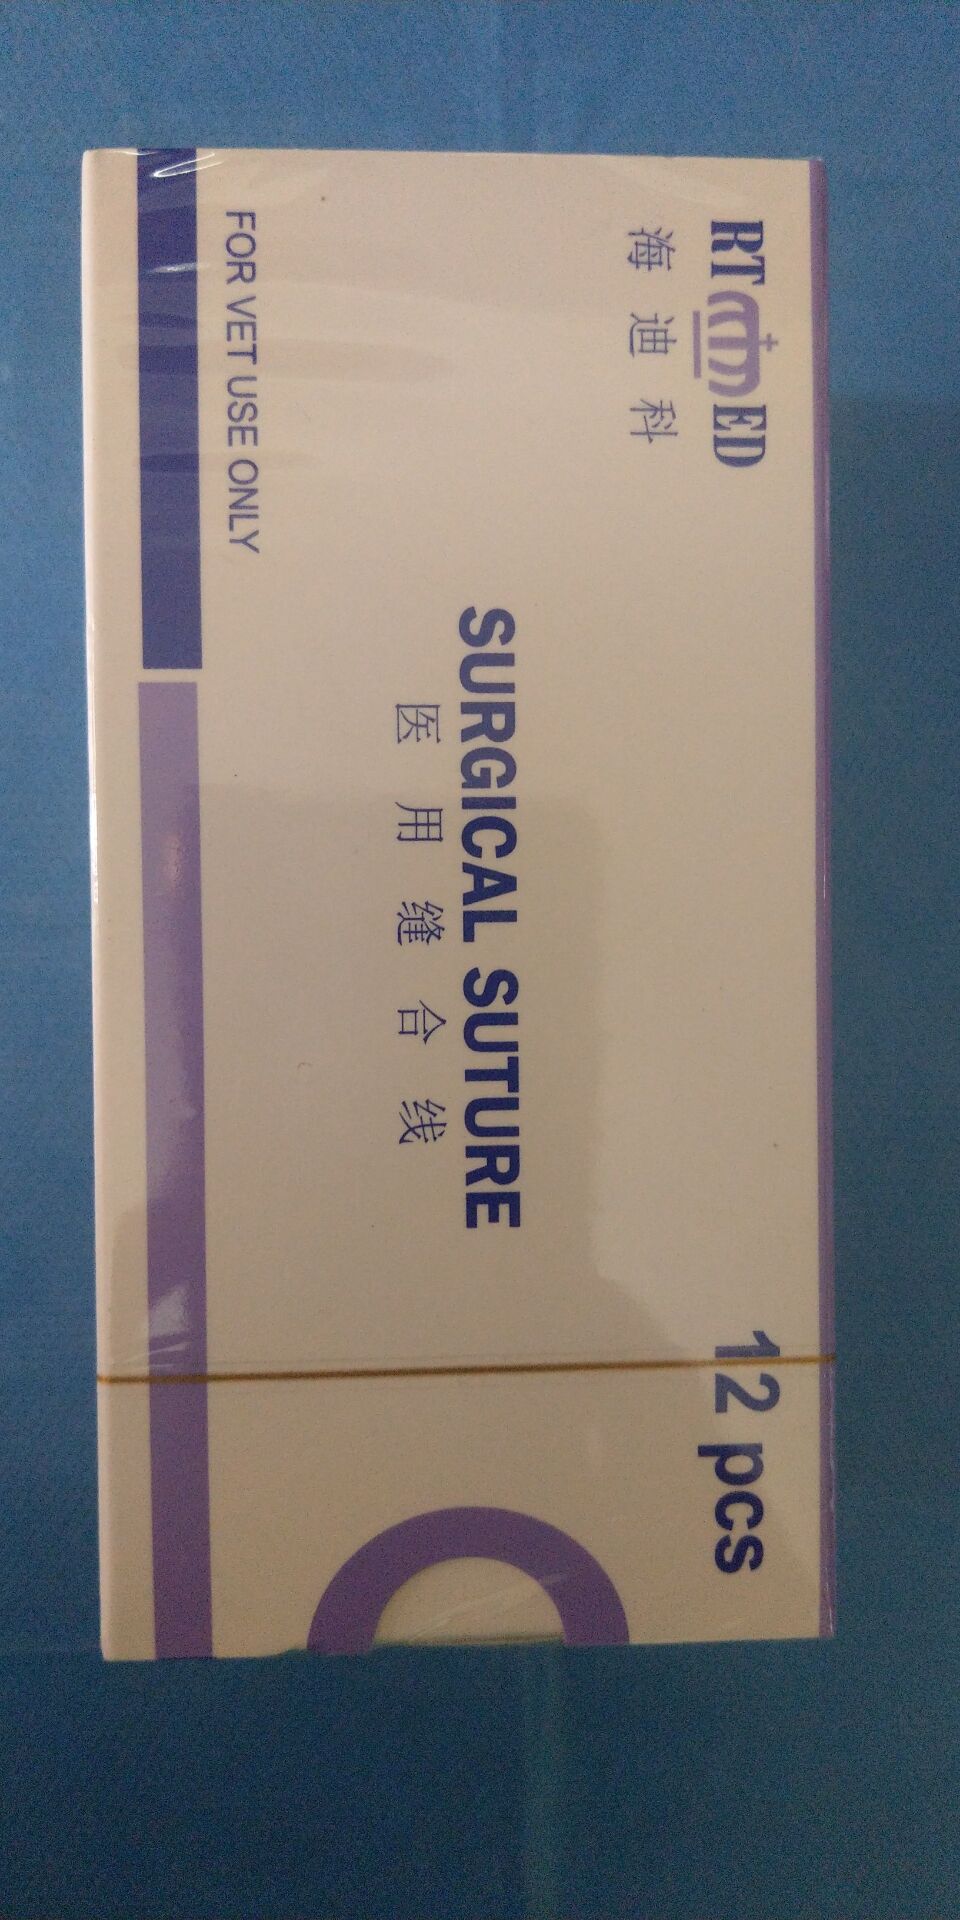 RTMED
海迪科
12 pcs
SURGICAL SUTURE
医用缝合线
FOR VET USE ONLY